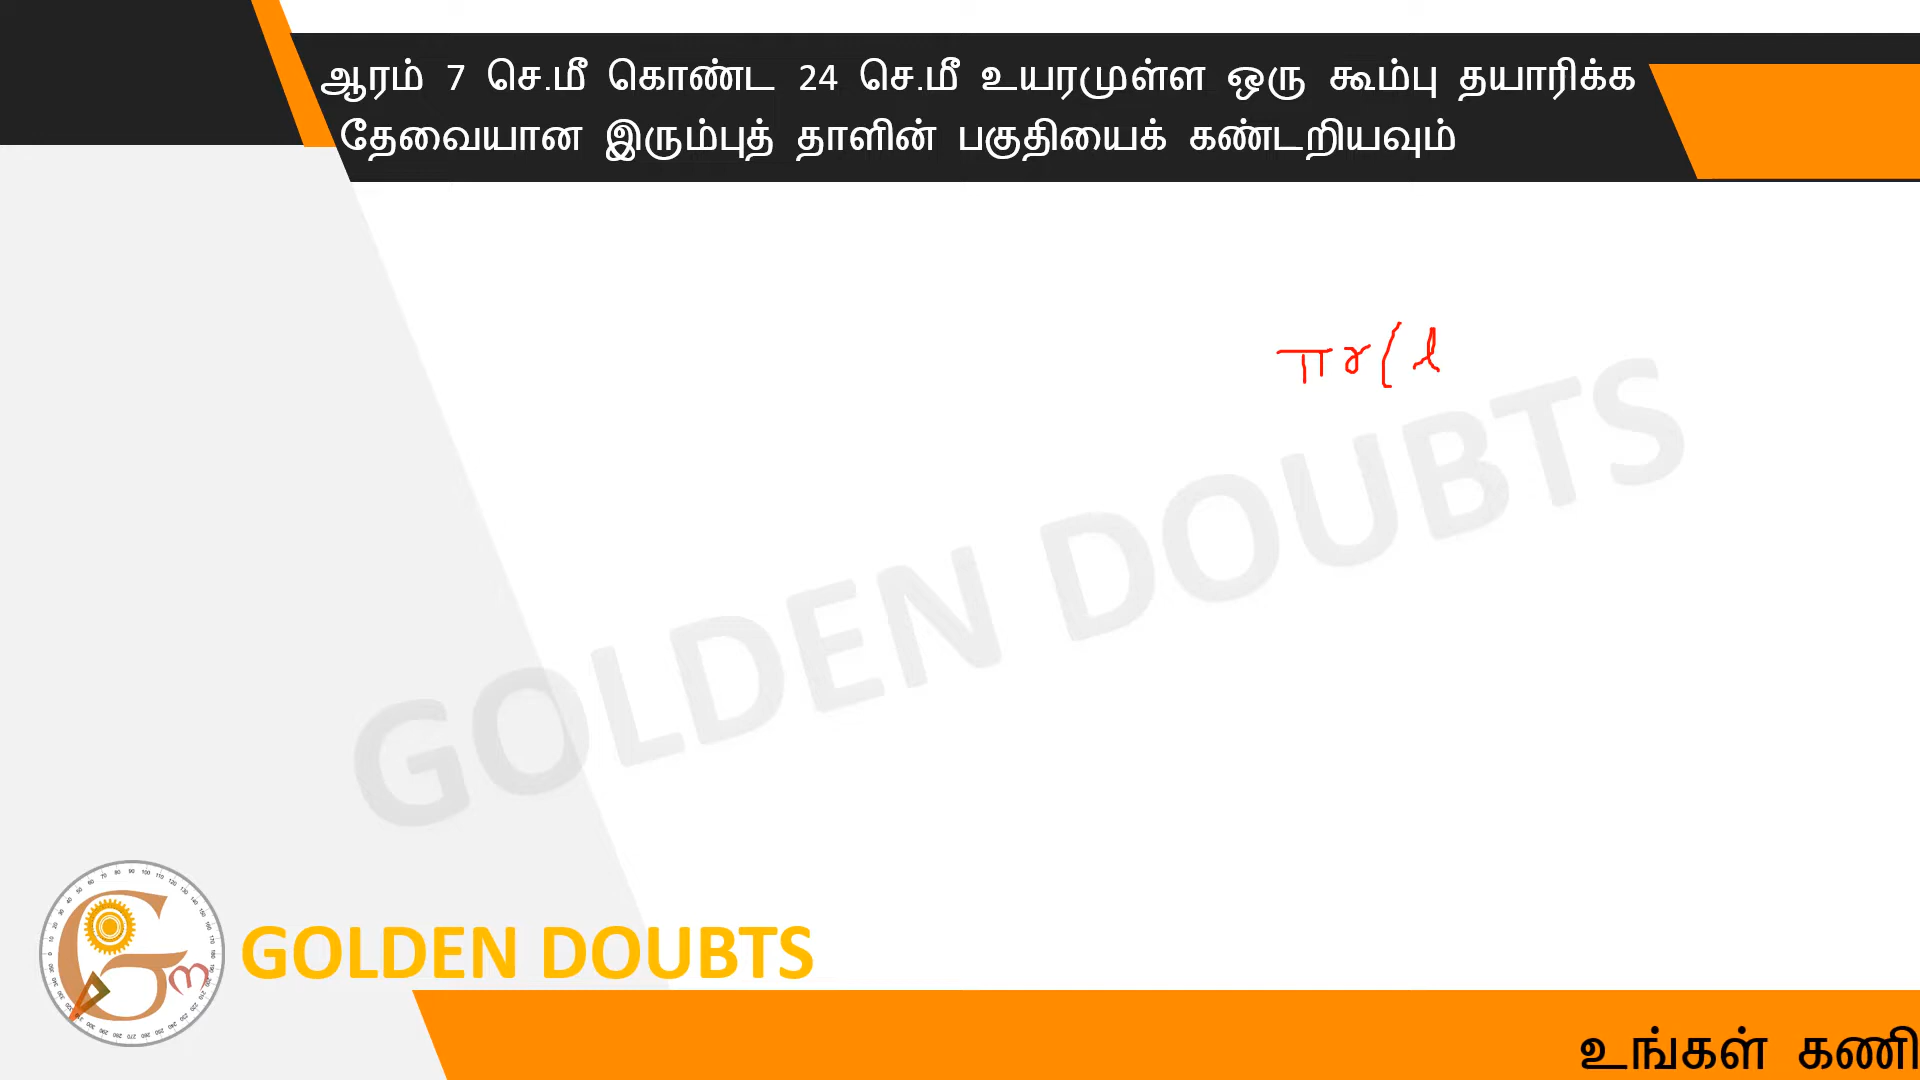 ஆரம் 7 செ.மீ கொண்ட 24 செ.மீ உயரமுள்ள ஒரு கூம்பு தயாரிக்க
தேவையான இரும்புத் தாளின் பகுதியைக் கண்டறியவும்
πr(l
GOLDEN DOUBTS
GOLDEN DOUBTS
உங்கள் கணி